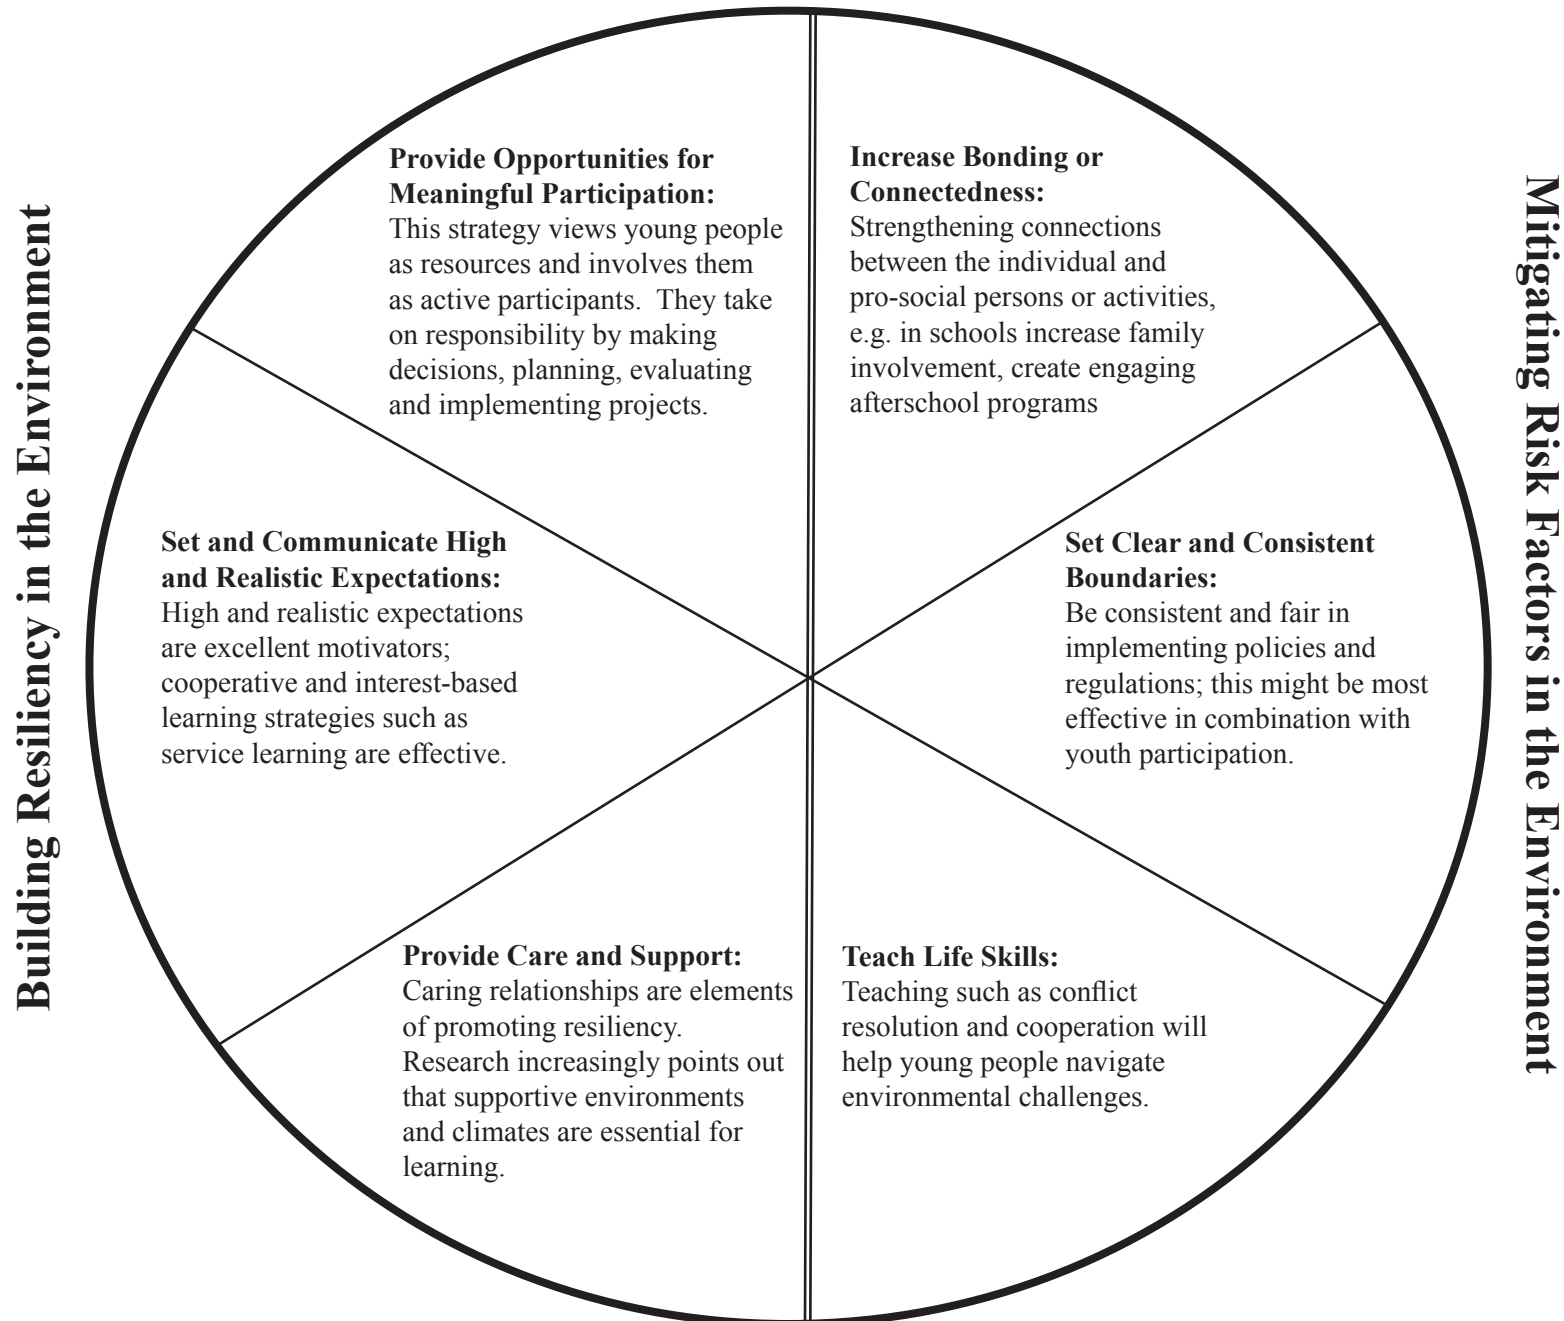 Building Resiliency in the Environment
Provide Opportunities for
Meaningful Participation:
This strategy views young people
as resources and involves them
as active participants.  They take
on responsibility by making
decisions, planning, evaluating
and implementing projects.
Increase Bonding or
Connectedness:
Strengthening connections
between the individual and
pro-social persons or activities,
e.g. in schools increase family
involvement, create engaging
afterschool programs
Set and Communicate High
and Realistic Expectations:
High and realistic expectations
are excellent motivators;
cooperative and interest-based
learning strategies such as
service learning are effective.
Set Clear and Consistent
Boundaries:
Be consistent and fair in
implementing policies and
regulations; this might be most
effective in combination with
youth participation.
Provide Care and Support:
Caring relationships are elements
of promoting resiliency.
Research increasingly points out
that supportive environments
and climates are essential for
learning.
Teach Life Skills:
Teaching such as conflict
resolution and cooperation will
help young people navigate
environmental challenges.
Mitigating Risk Factors in the Environment